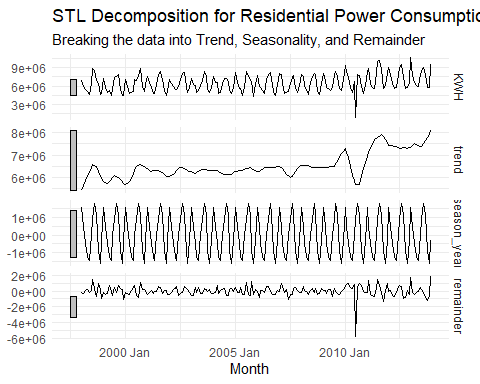 STL Decomposition for Residential Power Consumptio
Breaking the data into Trend, Seasonality, and Remainder
9e+06
6e+06
3e+06
KWH
8e+06
7e+06
6e+06
trend
1e+06
0e+00
-1e+06
season_year
2e+06
0e+00
-2e+06
-4e+06
-6e+06
remainder
2000 Jan
2005 Jan
2010 Jan
Month